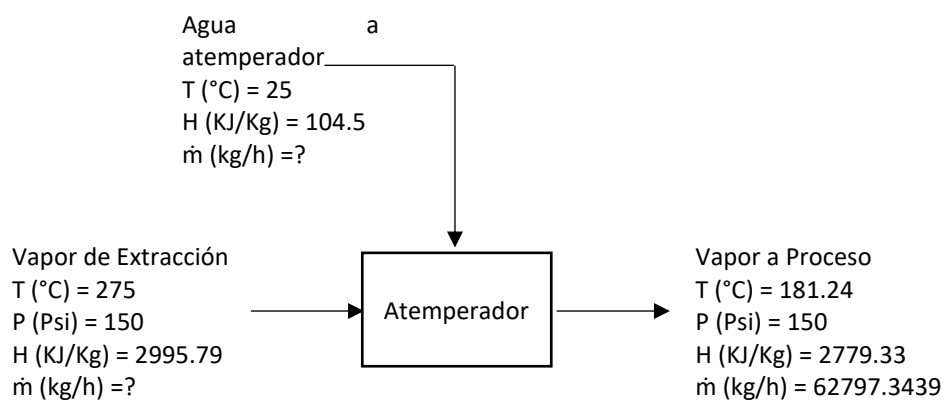 Agua a
atemperador
T (°C) = 25
H (KJ/Kg) = 104.5
ṁ (kg/h) =?
Vapor de Extracción
T (°C) = 275
P (Psi) = 150
H (KJ/Kg) = 2995.79
ṁ (kg/h) =?
Atemperador
Vapor a Proceso
T (°C) = 181.24
P (Psi) = 150
H (KJ/Kg) = 2779.33
ṁ (kg/h) = 62797.3439